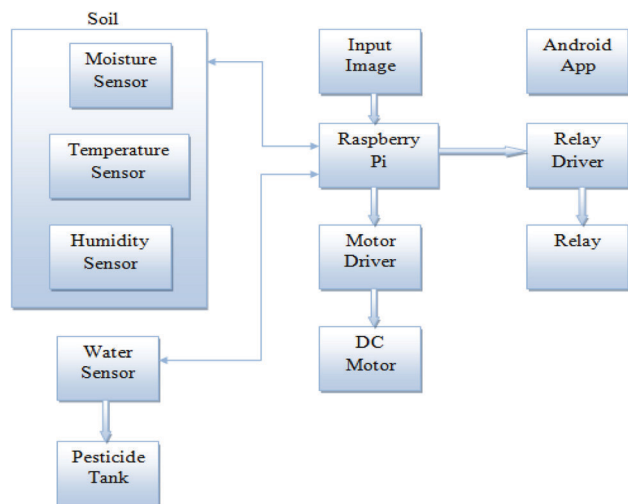 Soil
Moisture
Sensor
Temperature
Sensor
Humidity
Sensor
Water
Sensor
Pesticide
Tank
Input
Image
Raspberry
Pi
Motor
Driver
DC
Motor
Android
App
Relay
Driver
Relay